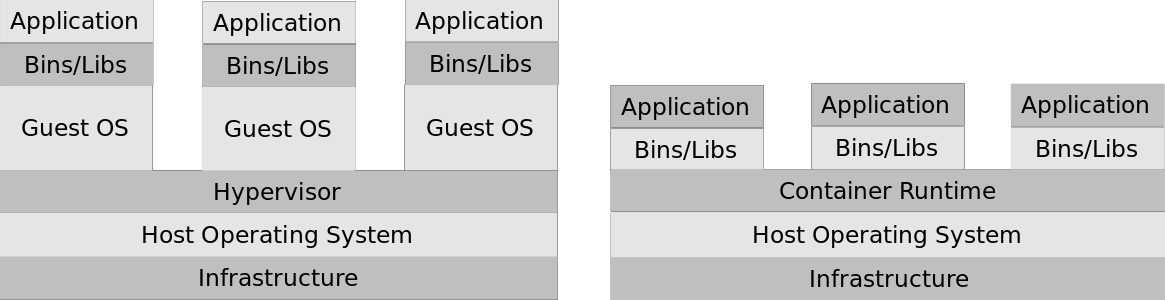 Application
Application
Application
Bins/Libs
Bins/Libs
Bins/Libs
Guest OS
Guest OS
Guest OS
Hypervisor
Host Operating System
Infrastructure
Application
Application
Application
Bins/Libs
Bins/Libs
Bins/Libs
Container Runtime
Host Operating System
Infrastructure